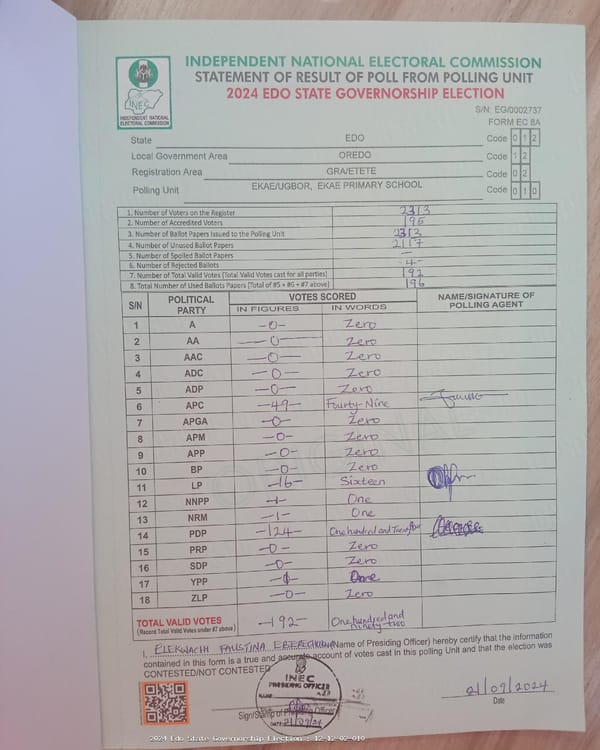 INDEPENDENT NATIONAL ELECTORAL COMMISSION
STATEMENT OF RESULT OF POLL FROM POLLING UNIT
2024 EDO STATE GOVERNORSHIP ELECTION
INEC
INDEPENDENT NATIONAL
ELECTORAL COMMISSION
S/N: EG/0002737
FORM EC 8A
State EDO Code 0 1 2
Local Government Area OREDO Code 1 2
Registration Area GRA/ETETE Code 0 2
Polling Unit EKAE/UGBOR, EKAE PRIMARY SCHOOL Code 0 1 0
1. Number of Voters on the Register 2313
2. Number of Accredited Voters 196
3. Number of Ballot Papers Issued to the Polling Unit 2313
4. Number of Unused Ballot Papers 2117
5. Number of Spoiled Ballot Papers —
6. Number of Rejected Ballots -4-
7. Number of Total Valid Votes (Total Valid Votes cast for all parties) 192
8. Total Number of Used Ballots Papers (Total of #5 + #6 + #7 above) 196
S/N POLITICAL PARTY VOTES SCORED NAME/SIGNATURE OF POLLING AGENT
IN FIGURES IN WORDS
1 A -0- Zero
2 AA -0- Zero
3 AAC -0- Zero
4 ADC -0- Zero
5 ADP -0- Zero
6 APC -49- Fourty-Nine
7 APGA -0- Zero
8 APM -0- Zero
9 APP -0- Zero
10 BP -0- Zero
11 LP -16- Sixteen
12 NNPP -1- One
13 NRM -1- One
14 PDP -124- One hundred and
15 PRP -0- Zero
16 SDP -0- Zero
17 YPP One
18 ZLP -0- Zero
TOTAL VALID VOTES -192- One hundred and ninety-two
(Record Total Valid Votes under #7 above)
I, ELEKWACHI FAUSTINA (Name of Presiding Officer) hereby certify that the information
contained in this form is a true and accurate account of votes cast in this polling Unit and that the election was
CONTESTED/NOT CONTESTED
INEC
PRESIDING OFFICER
NAME
Sign/Stamp of Presiding Officer
DATE 21/09/24
21/09/2024
Date
2024 Edo State Governorship Election : 12-12-02-010